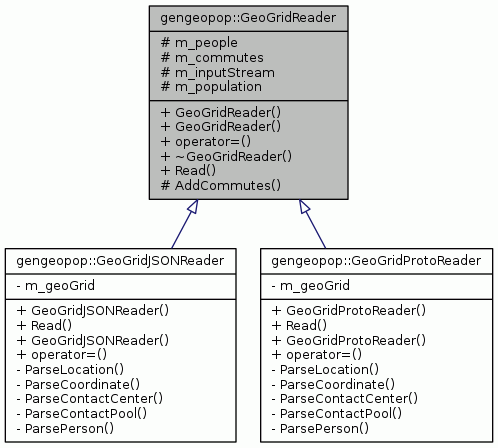 gengeopop::GeoGridReader
# m_people
# m_commutes
# m_inputStream
# m_population
+ GeoGridReader()
+ GeoGridReader()
+ operator=()
+ ~GeoGridReader()
+ Read()
# AddCommutes()
gengeopop::GeoGridJSONReader
- m_geoGrid
+ GeoGridJSONReader()
+ Read()
+ GeoGridJSONReader()
+ operator=()
- ParseLocation()
- ParseCoordinate()
- ParseContactCenter()
- ParseContactPool()
- ParsePerson()
gengeopop::GeoGridProtoReader
- m_geoGrid
+ GeoGridProtoReader()
+ Read()
+ GeoGridProtoReader()
+ operator=()
- ParseLocation()
- ParseCoordinate()
- ParseContactCenter()
- ParseContactPool()
- ParsePerson()